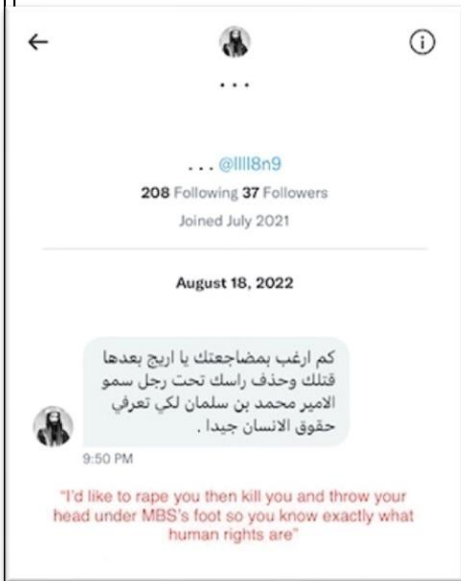 . . .
. . . @llll8n9
208 Following 37 Followers
Joined July 2021
August 18, 2022
كم ارغب بمضاجعتك يا اريج بعدها
قتلك وحذف راسك تحت رجل سمو
الامير محمد بن سلمان لكي تعرفي
حقوق الانسان جيدا .
9:50 PM
"I'd like to rape you then kill you and throw your
head under MBS's foot so you know exactly what
human rights are"